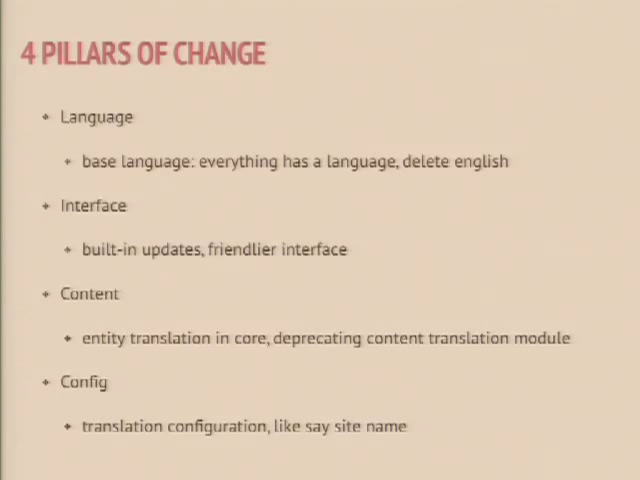 4 PILLARS OF CHANGE
Language
base language: everything has a language, delete english
Interface
built-in updates, friendlier interface
Content
entity translation in core, deprecating content translation module
Config
translation configuration, like say site name